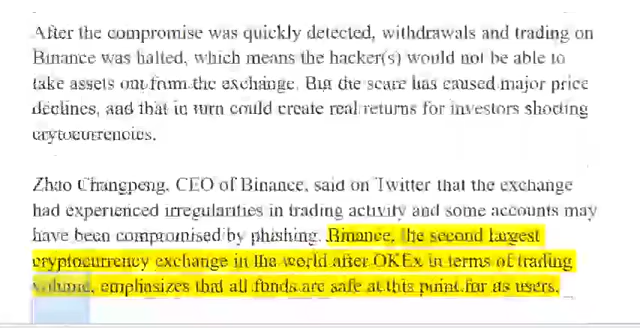 After the compromise was quickly detected, withdrawals and trading on
Binance was halted, which means the hacker(s) would not be able to
take assets out from the exchange. But the scare has caused major price
declines, and that in turn could create real returns for investors shorting
crytocurrencies.
Zhao Changpeng, CEO of Binance, said on Twitter that the exchange
had experienced irregularities in trading activity and some accounts may
have been compromised by phishing. Binance, the second largest
cryptocurrency exchange in the world after OKEx in terms of trading
volume, emphasizes that all funds are safe at this point for its users.